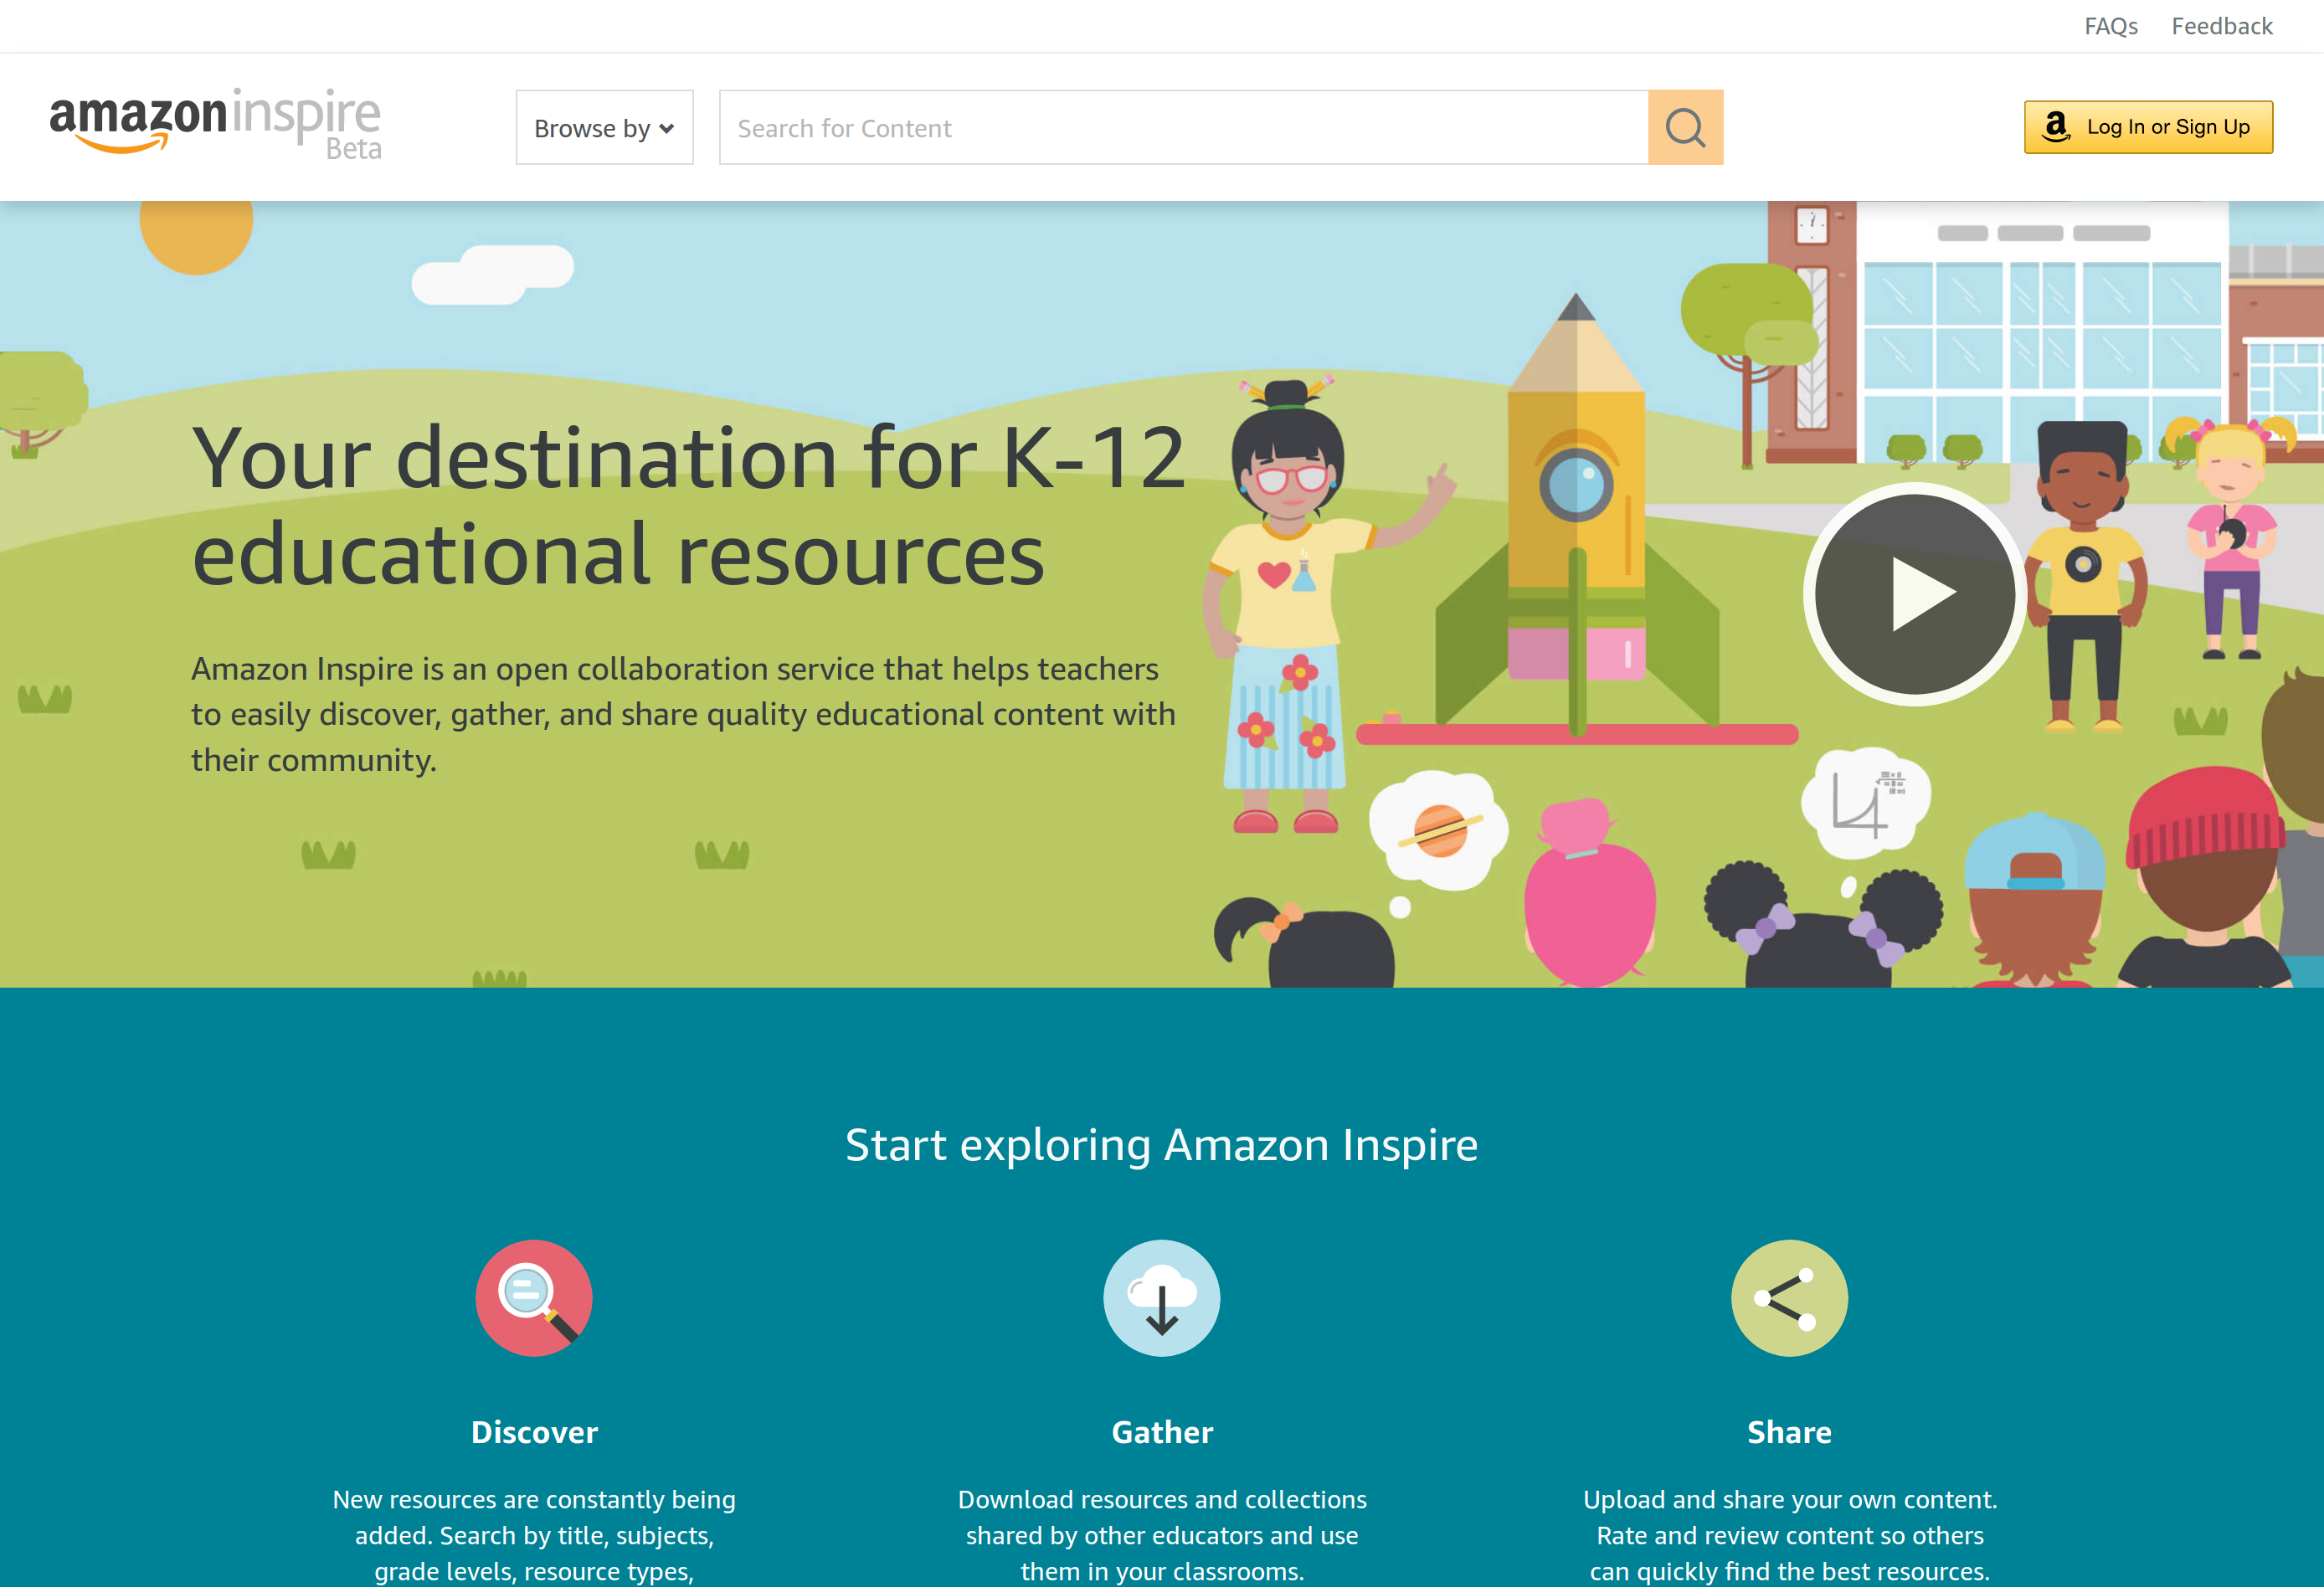 FAQs Feedback
amazon inspire
Beta
Browse by
Search for Content
a Log In or Sign Up
Your destination for K-12
educational resources
Amazon Inspire is an open collaboration service that helps teachers
to easily discover, gather, and share quality educational content with
their community.
Start exploring Amazon Inspire
Discover
Gather
Share
New resources are constantly being
added. Search by title, subjects,
grade levels, resource types,
Download resources and collections
shared by other educators and use
them in your classrooms.
Upload and share your own content.
Rate and review content so others
can quickly find the best resources.